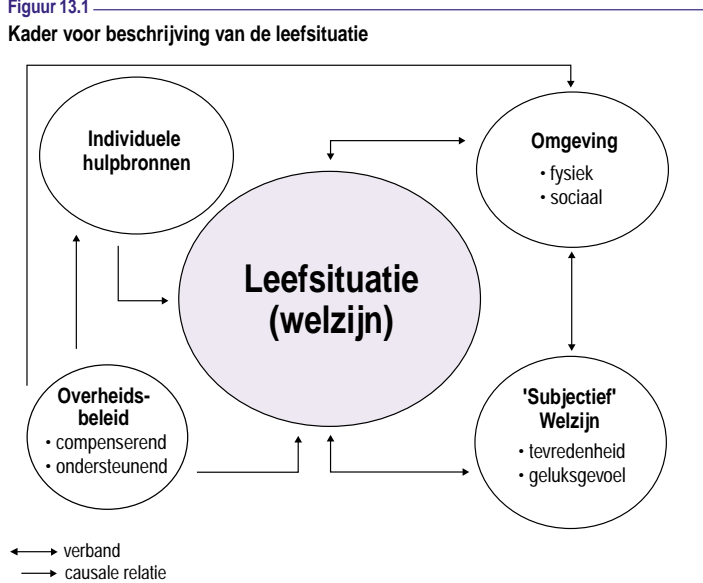 Figuur 13.1
Kader voor beschrijving van de leefsituatie
Individuele
hulpbronnen
Omgeving
• fysiek
• sociaal
Leefsituatie
(welzijn)
Overheids-
beleid
• compenserend
• ondersteunend
'Subjectief'
Welzijn
• tevredenheid
• geluksgevoel
verband
causale relatie